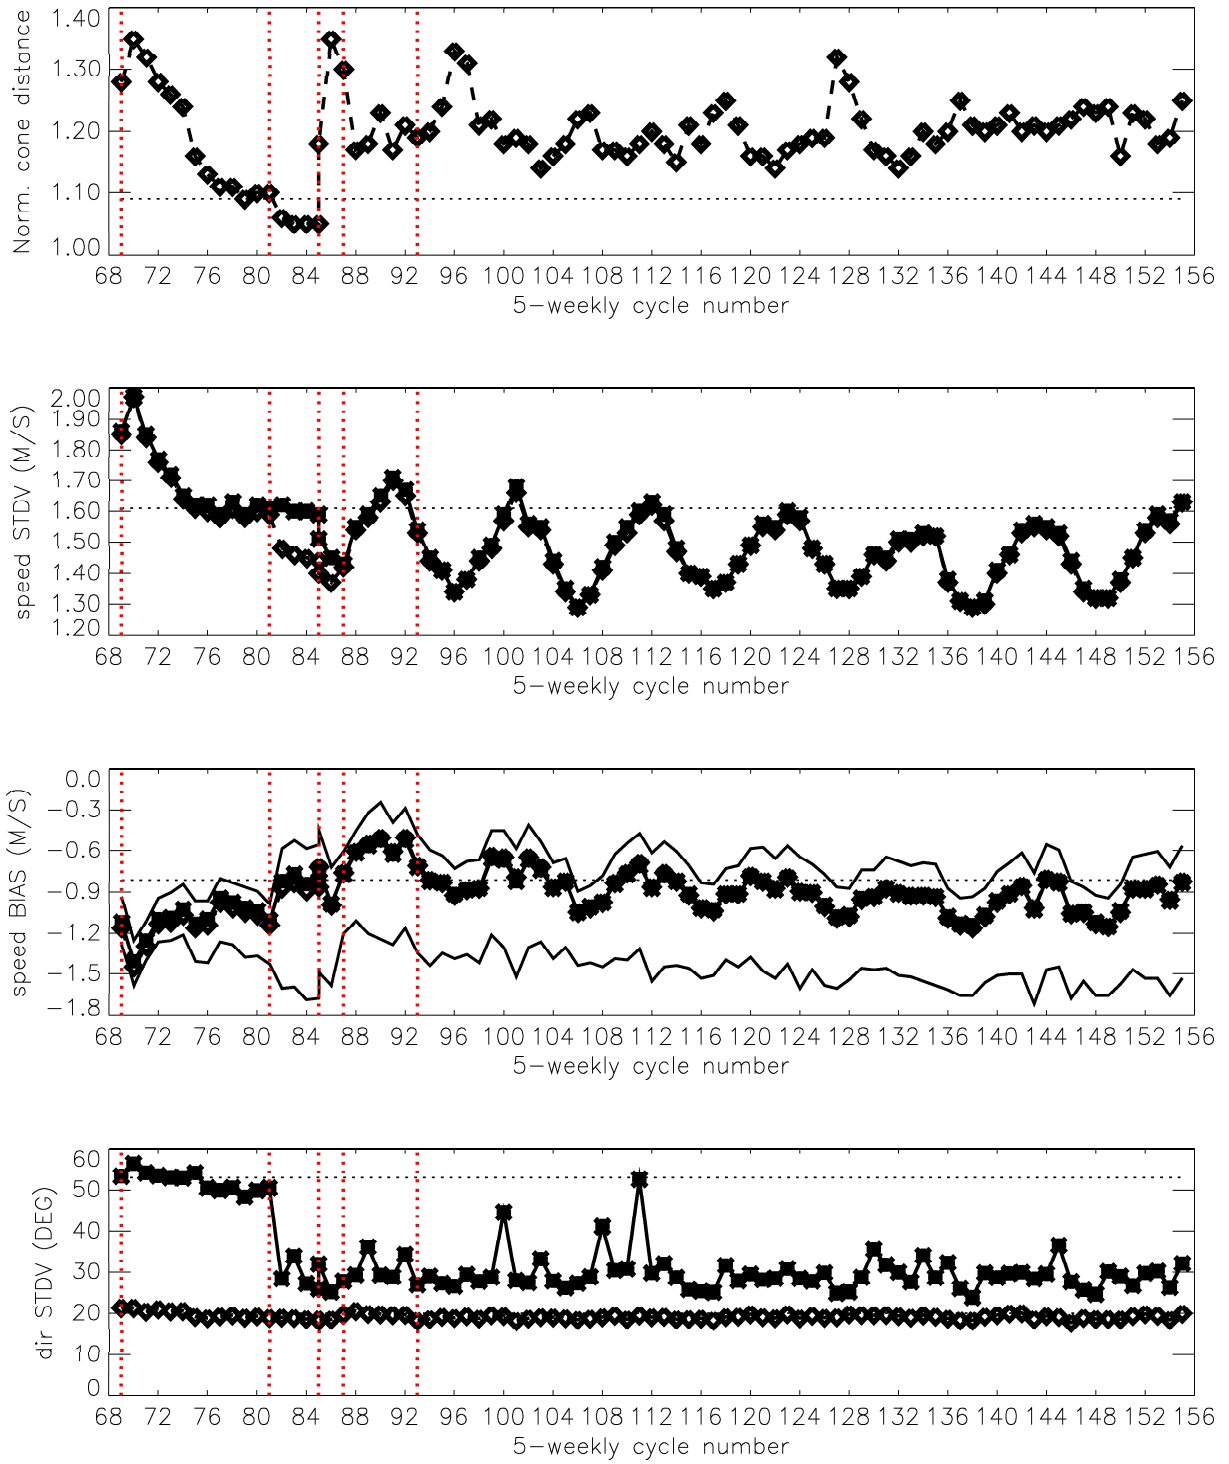 Norm. cone distance
1.40
1.30
1.20
1.10
1.00
68 72 76 80 84 88 92 96 100 104 108 112 116 120 124 128 132 136 140 144 148 152 156
5-weekly cycle number
speed STDV (M/S)
2.00
1.90
1.80
1.70
1.60
1.50
1.40
1.30
1.20
68 72 76 80 84 88 92 96 100 104 108 112 116 120 124 128 132 136 140 144 148 152 156
5-weekly cycle number
speed BIAS (M/S)
0.0
-0.3
-0.6
-0.9
-1.2
-1.5
-1.8
68 72 76 80 84 88 92 96 100 104 108 112 116 120 124 128 132 136 140 144 148 152 156
5-weekly cycle number
dir STDV (DEG)
60
50
40
30
20
10
0
68 72 76 80 84 88 92 96 100 104 108 112 116 120 124 128 132 136 140 144 148 152 156
5-weekly cycle number